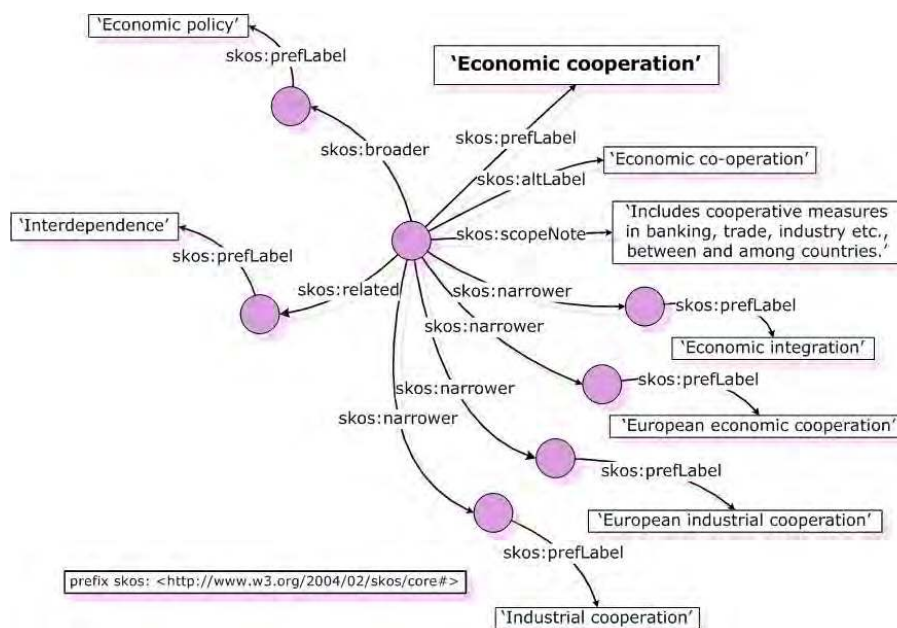 ‘Economic policy’
skos:prefLabel
‘Economic cooperation’
skos:broader
skos:prefLabel
‘Economic co-operation’
skos:altLabel
‘Interdependence’
‘Includes cooperative measures
in banking, trade, industry etc.,
between and among countries.’
skos:scopeNote
skos:prefLabel
skos:related
skos:narrower
skos:prefLabel
skos:narrower
‘Economic integration’
skos:narrower
skos:prefLabel
skos:narrower
‘European economic cooperation’
skos:prefLabel
‘European industrial cooperation’
skos:prefLabel
prefix skos: <http://www.w3.org/2004/02/skos/core#>
‘Industrial cooperation’